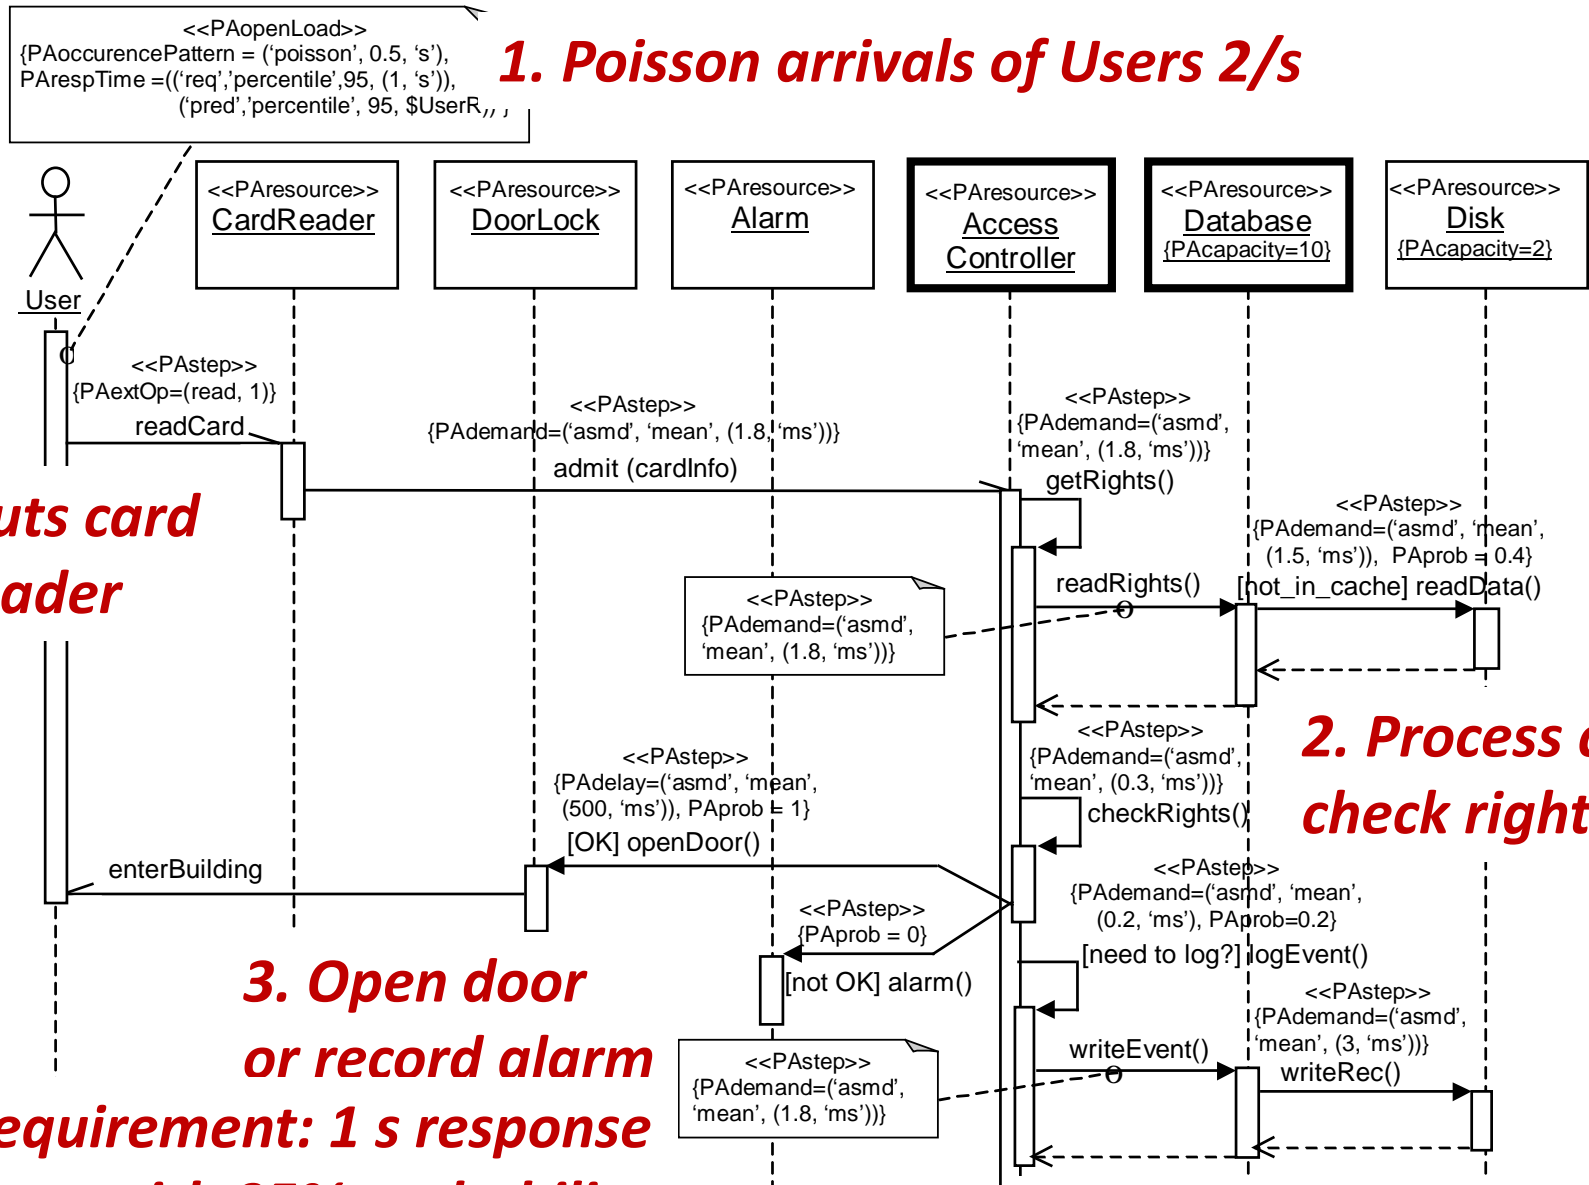 <<PAopenLoad>>
{PAoccurencePattern = (‘poisson’, 0.5, ‘s’),
PArespTime =((‘req’,’percentile’,95, (1, ‘s’)),
(‘pred’,’percentile’, 95, $UserR)) }
1. Poisson arrivals of Users 2/s
User
<<PAresource>>
CardReader
<<PAresource>>
DoorLock
<<PAresource>>
Alarm
<<PAresource>>
Access
Controller
<<PAresource>>
Database
{PAcapacity=10}
<<PAresource>>
Disk
{PAcapacity=2}
<<PAstep>>
{PAextOp=(read, 1)}
readCard
<<PAstep>>
{PAdemand=(‘asmd’, ‘mean’, (1.8, ‘ms’))}
admit (cardInfo)
<<PAstep>>
{PAdemand=(‘asmd’,
‘mean’, (1.8, ‘ms’))}
getRights()
uts card
ader
<<PAstep>>
{PAdemand=(‘asmd’, ‘mean’,
(1.5, ‘ms’)), PAprob = 0.4}
[not_in_cache] readData()
readRights()
<<PAstep>>
{PAdemand=(‘asmd’,
‘mean’, (1.8, ‘ms’))}
2. Process
check right
<<PAstep>>
{PAdemand=(‘asmd’,
‘mean’, (0.3, ‘ms’))}
checkRights()
<<PAstep>>
{PAdelay=(‘asmd’, ‘mean’,
(500, ‘ms’)), PAprob = 1}
[OK] openDoor()
enterBuilding
<<PAstep>>
{PAprob = 0}
[not OK] alarm()
<<PAstep>>
{PAdemand=(‘asmd’, ‘mean’,
(0.2, ‘ms’), PAprob=0.2}
[need to log?] logEvent()
3. Open door
or record alarm
equirement: 1 s response
<<PAstep>>
{PAdemand=(‘asmd’,
‘mean’, (1.8, ‘ms’))}
writeEvent()
<<PAstep>>
{PAdemand=(‘asmd’,
‘mean’, (3, ‘ms’))}
writeRec()